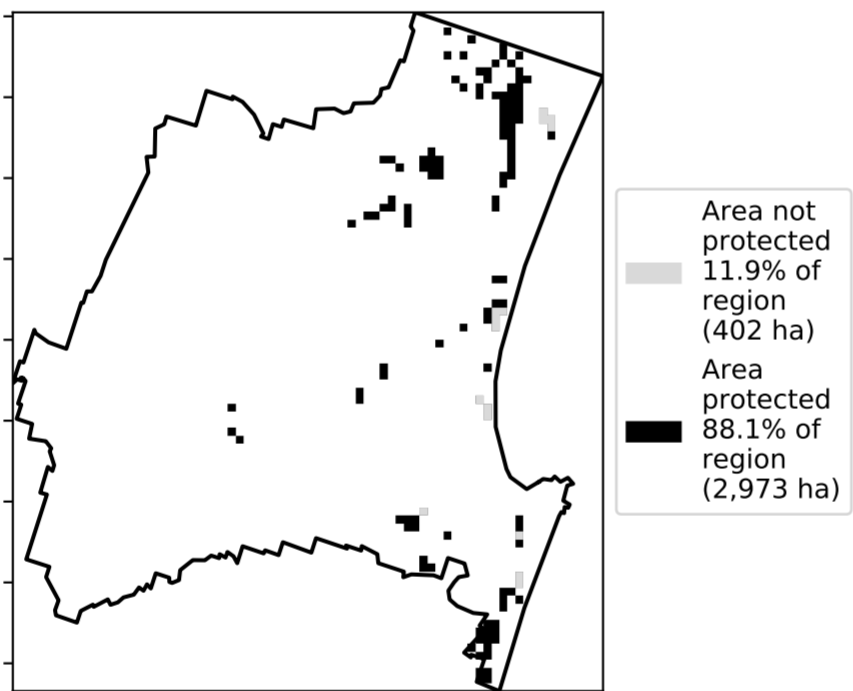 Area not
protected
11.9% of
region
(402 ha)
Area
protected
88.1% of
region
(2,973 ha)